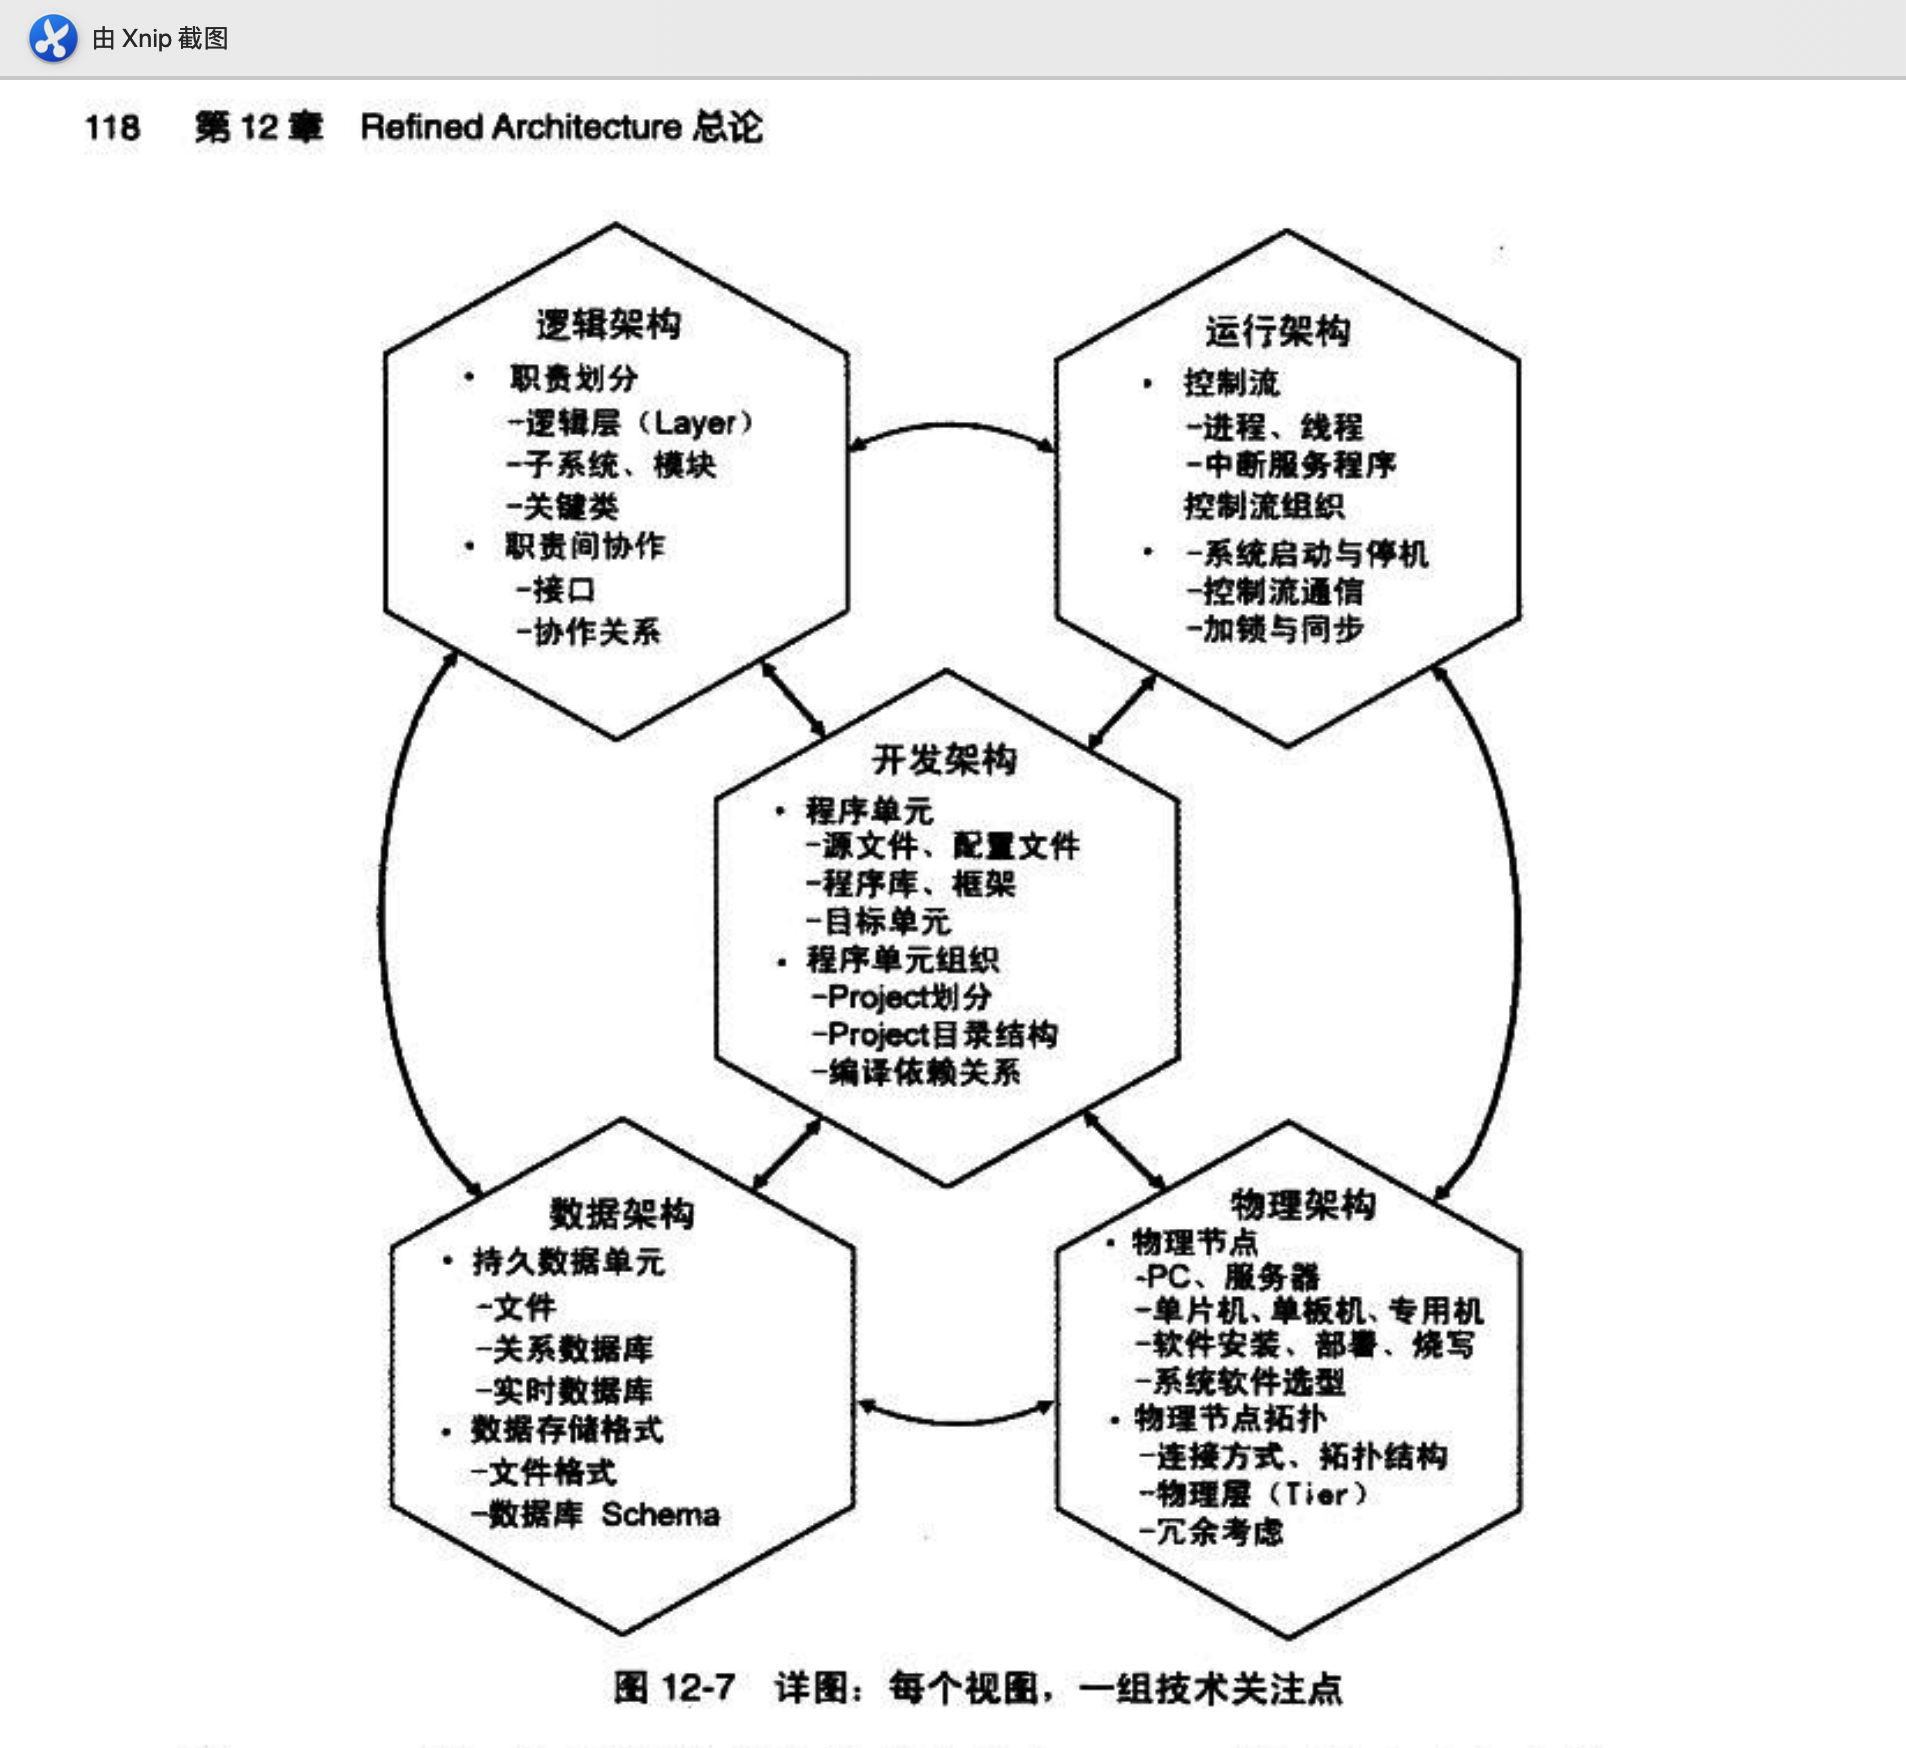 由 Xnip 截图
118 第 12 章 Refined Architecture 总论
逻辑架构
• 职责划分
-逻辑层（Layer）
-子系统、模块
-关键类
• 职责间协作
-接口
-协作关系
运行架构
• 控制流
-进程、线程
-中断服务程序
控制流组织
• -系统启动与停机
-控制流通信
-加锁与同步
开发架构
• 程序单元
-源文件、配置文件
-程序库、框架
-目标单元
• 程序单元组织
-Project划分
-Project目录结构
-编译依赖关系
数据架构
• 持久数据单元
-文件
-关系数据库
-实时数据库
• 数据存储格式
-文件格式
-数据库 Schema
物理架构
• 物理节点
-PC、服务器
-单片机、单板机、专用机
-软件安装、部署、烧写
-系统软件选型
• 物理节点拓扑
-连接方式、拓扑结构
-物理层（Tier）
-冗余考虑
图 12-7 详图：每个视图，一组技术关注点